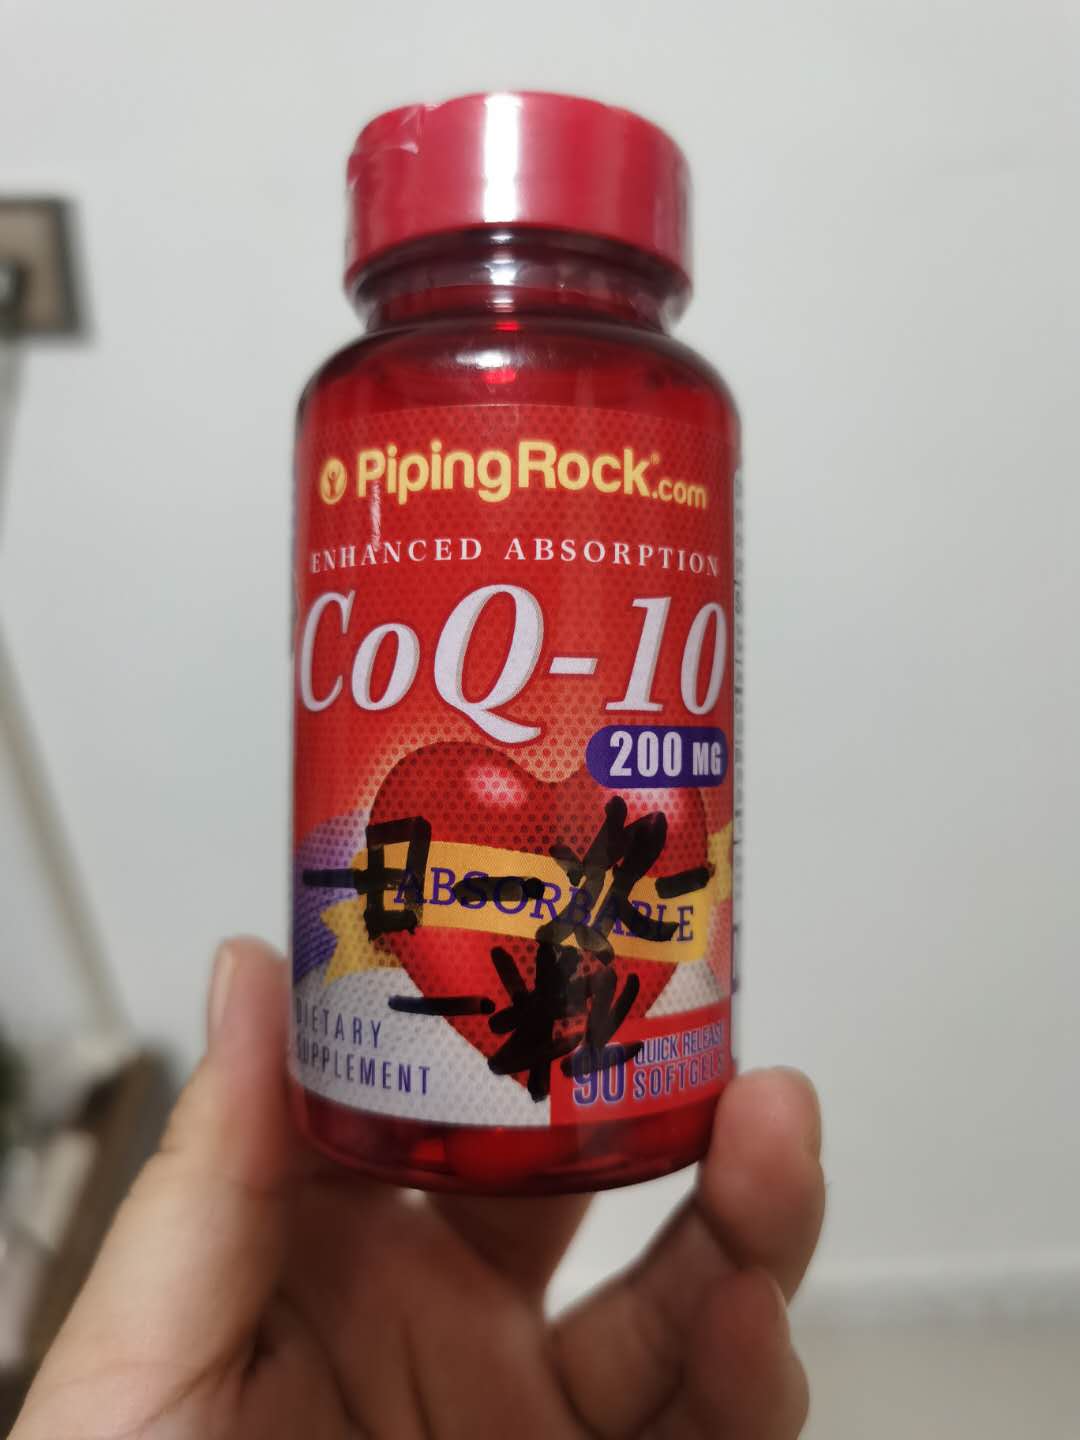 PipingRock.com
ENHANCED ABSORPTION
CoQ-10
200 MG
ABSORBABLE
一日一次一
一粒
DIETARY
SUPPLEMENT
90 QUICK RELEASE
SOFTGELS